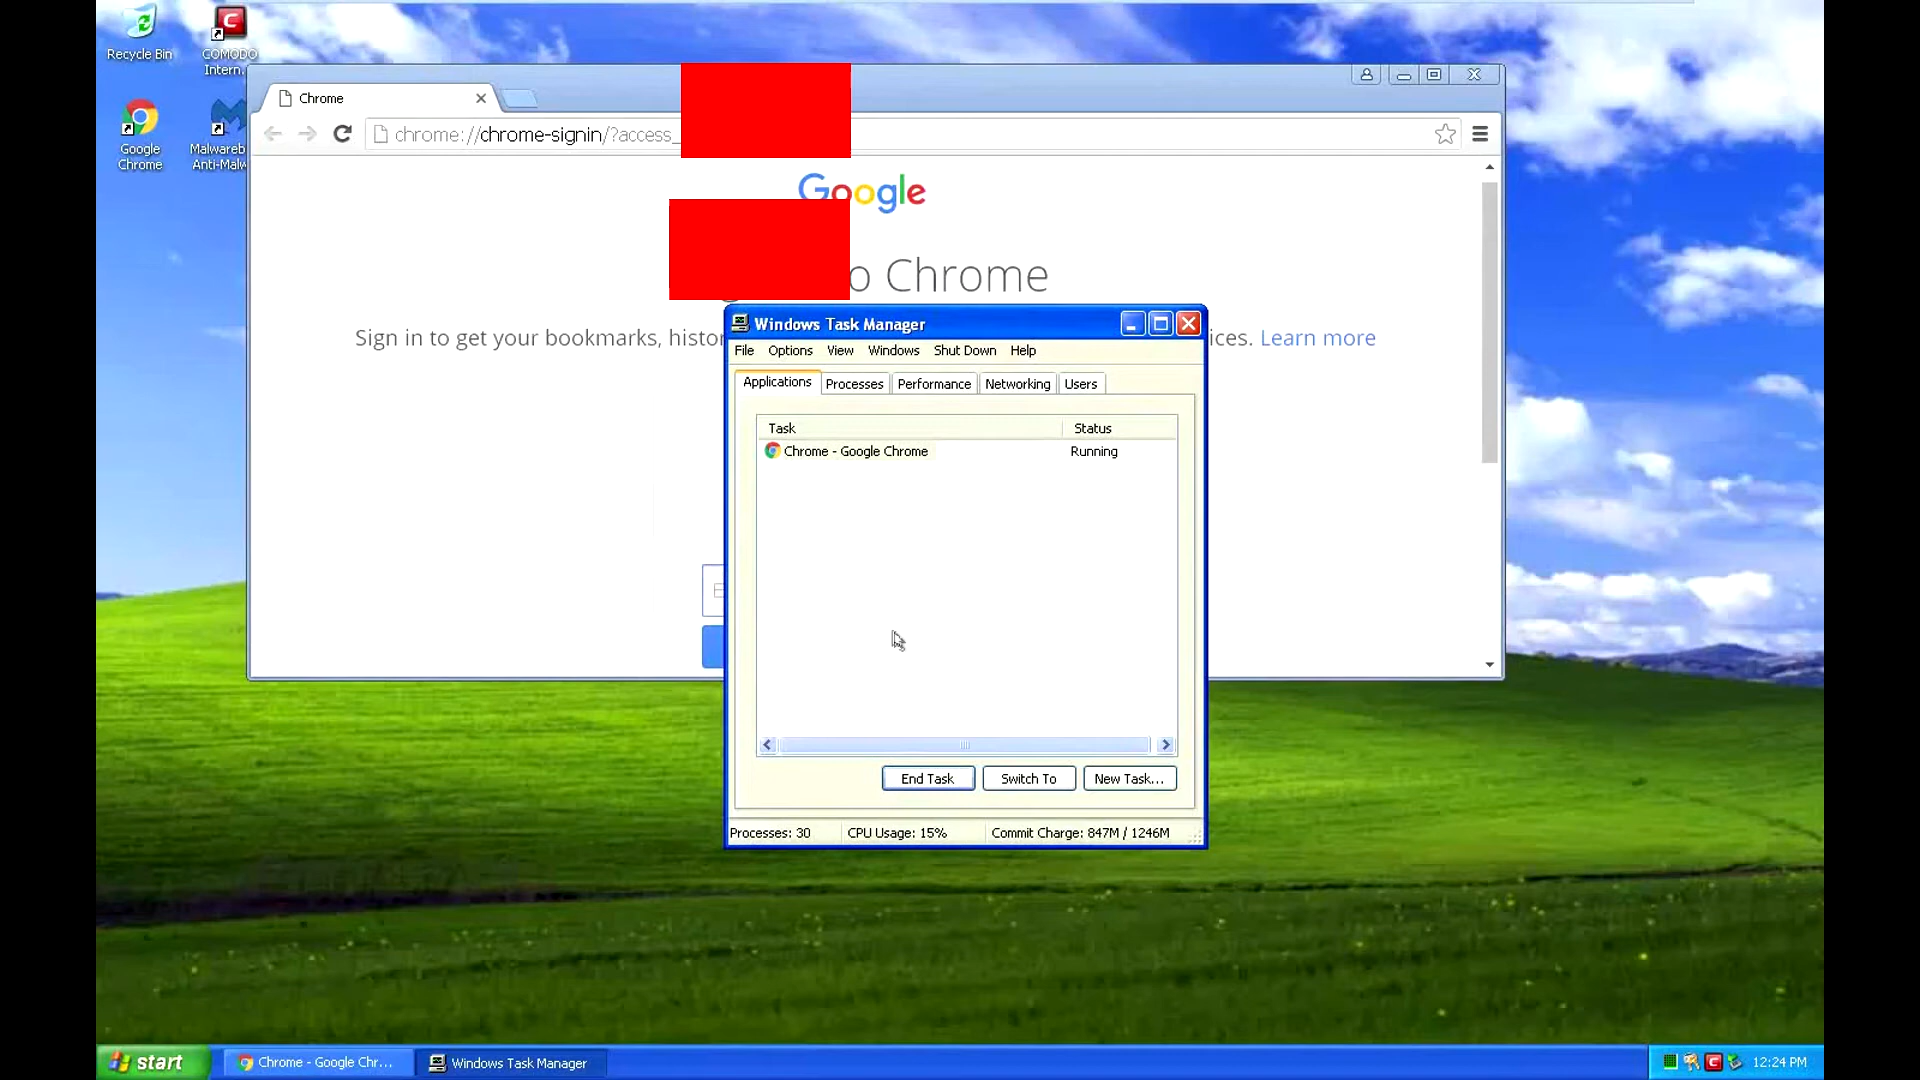 Recycle Bin
COMODO
Intern.
Google
Chrome
Malwareb
Anti-Malw
Chrome
chrome://chrome-signin/?access_
Google
o Chrome
Sign in to get your bookmarks, histor
ices. Learn more
Windows Task Manager
File Options View Windows Shut Down Help
Applications Processes Performance Networking Users
Task Status
Chrome - Google Chrome Running
End Task Switch To New Task...
Processes: 30 CPU Usage: 15% Commit Charge: 847M / 1246M
start Chrome - Google Chr... Windows Task Manager 12:24 PM